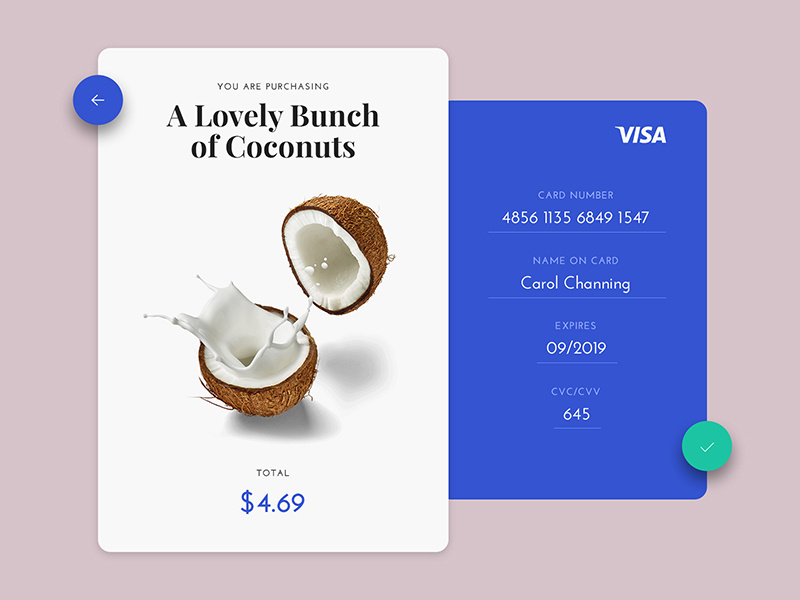 YOU ARE PURCHASING
A Lovely Bunch
of Coconuts
TOTAL
$4.69
VISA
CARD NUMBER
4856 1135 6849 1547
NAME ON CARD
Carol Channing
EXPIRES
09/2019
CVC/CVV
645